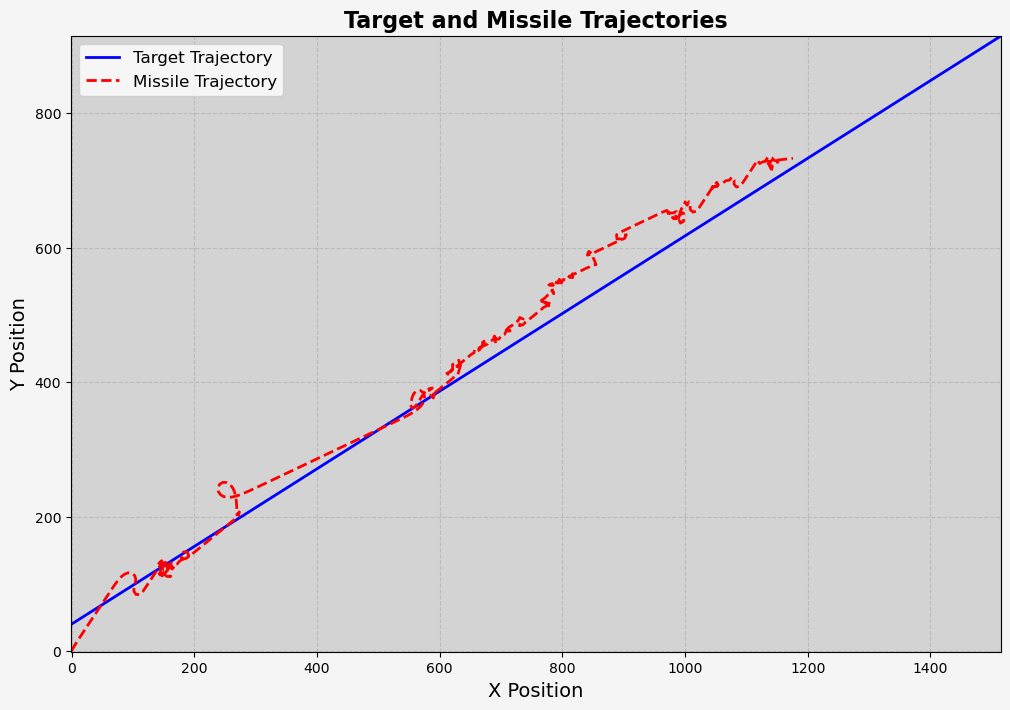 Target and Missile Trajectories
Target Trajectory
Missile Trajectory
Y Position
800
600
400
200
0
0 200 400 600 800 1000 1200 1400
X Position